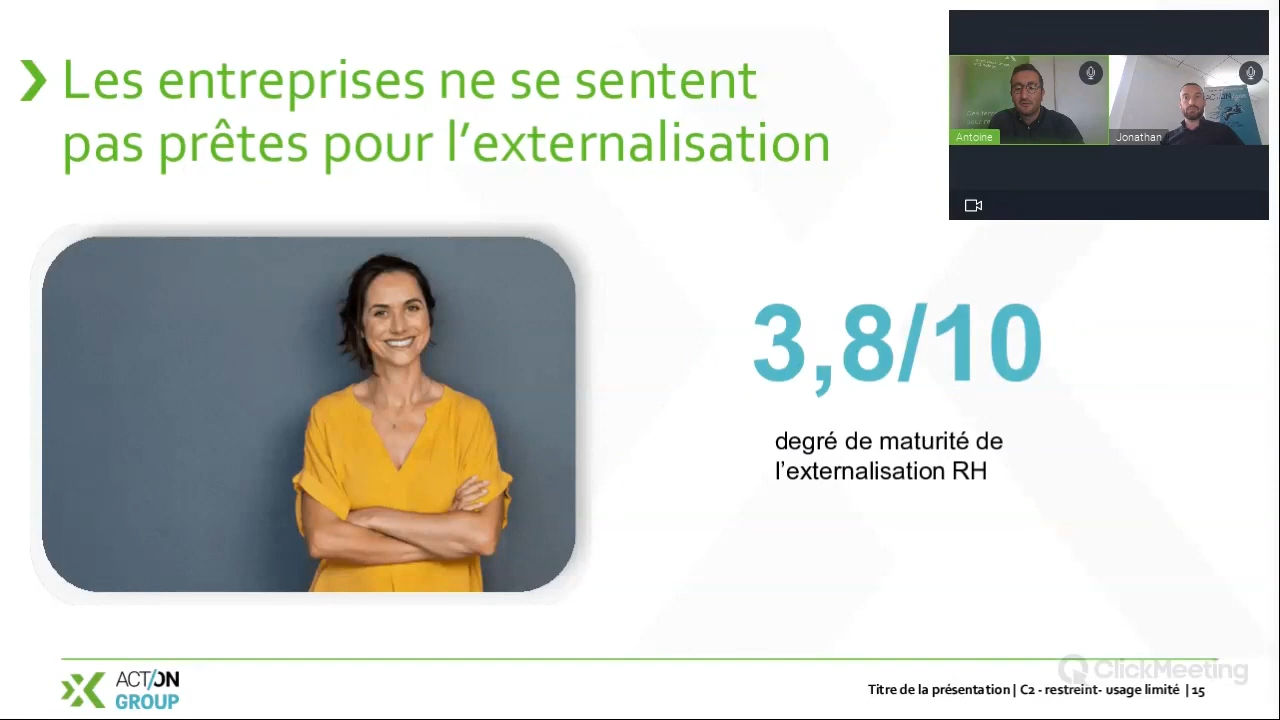 Les entreprises ne se sentent
pas prêtes pour l’externalisation
Antoine
Jonathan
3,8/10
degré de maturité de
l’externalisation RH
ACTION
GROUP
ClickMeeting
Titre de la présentation | C2 - restreint- usage limité | 15